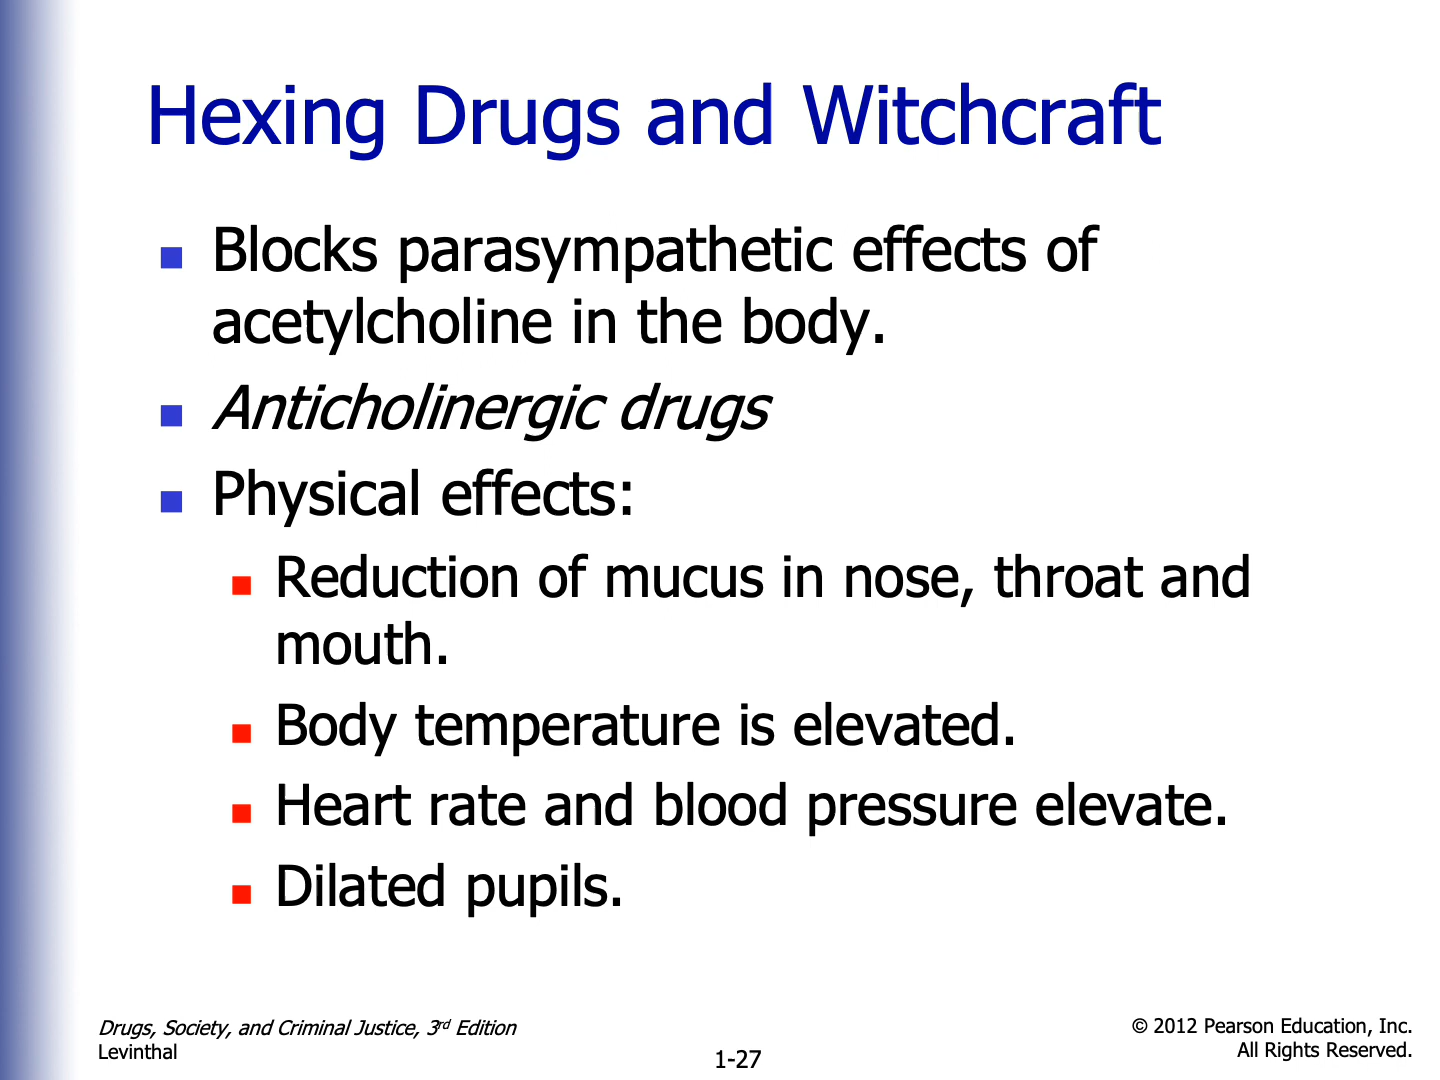 Hexing Drugs and Witchcraft
Blocks parasympathetic effects of
acetylcholine in the body.
Anticholinergic drugs
Physical effects:
Reduction of mucus in nose, throat and
mouth.
Body temperature is elevated.
Heart rate and blood pressure elevate.
Dilated pupils.
Drugs, Society, and Criminal Justice, 3rd Edition
Levinthal
1-27
© 2012 Pearson Education, Inc.
All Rights Reserved.